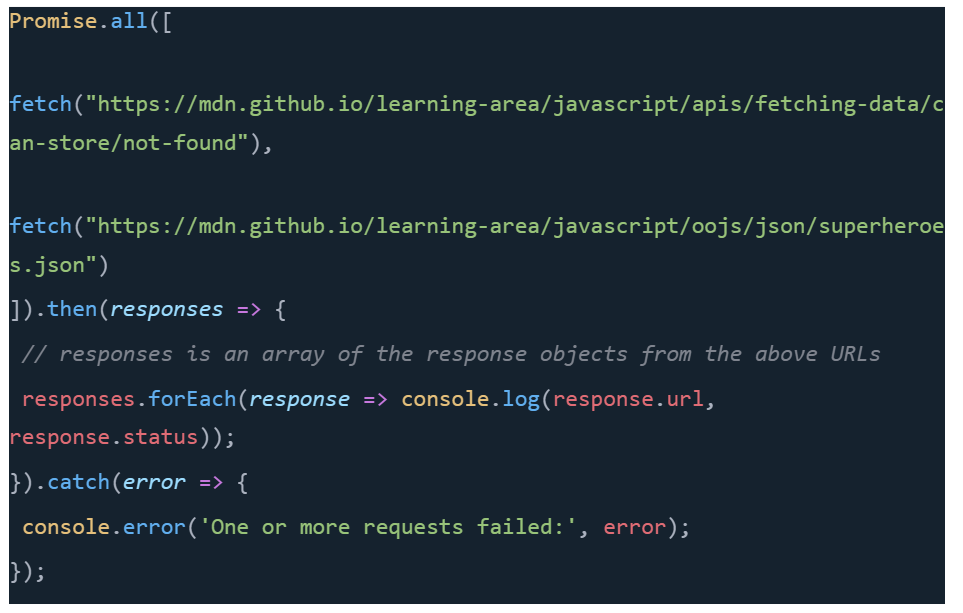 Promise.all([
fetch("https://mdn.github.io/learning-area/javascript/apis/fetching-data/c
an-store/not-found"),
fetch("https://mdn.github.io/learning-area/javascript/oojs/json/superheroe
s.json")
]).then(responses => {
// responses is an array of the response objects from the above URLs
responses.forEach(response => console.log(response.url,
response.status));
}).catch(error => {
console.error('One or more requests failed:', error);
});